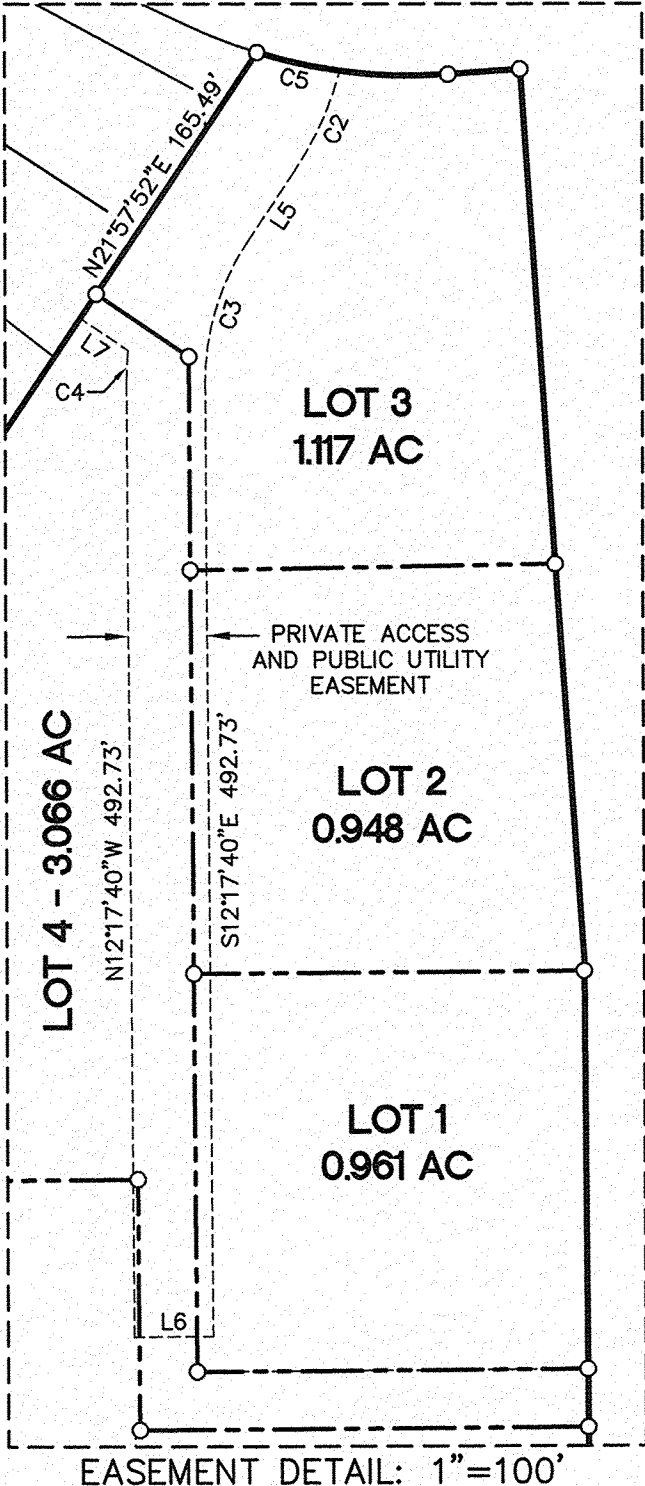 C5
C2
N21°57'52"E 165.49'
L5
C3
L7
C4
LOT 3
1.117 AC
PRIVATE ACCESS
AND PUBLIC UTILITY
EASEMENT
LOT 4 - 3.066 AC
N12°17'40"W 492.73'
S12°17'40"E 492.73'
LOT 2
0.948 AC
LOT 1
0.961 AC
L6
EASEMENT DETAIL: 1"=100'